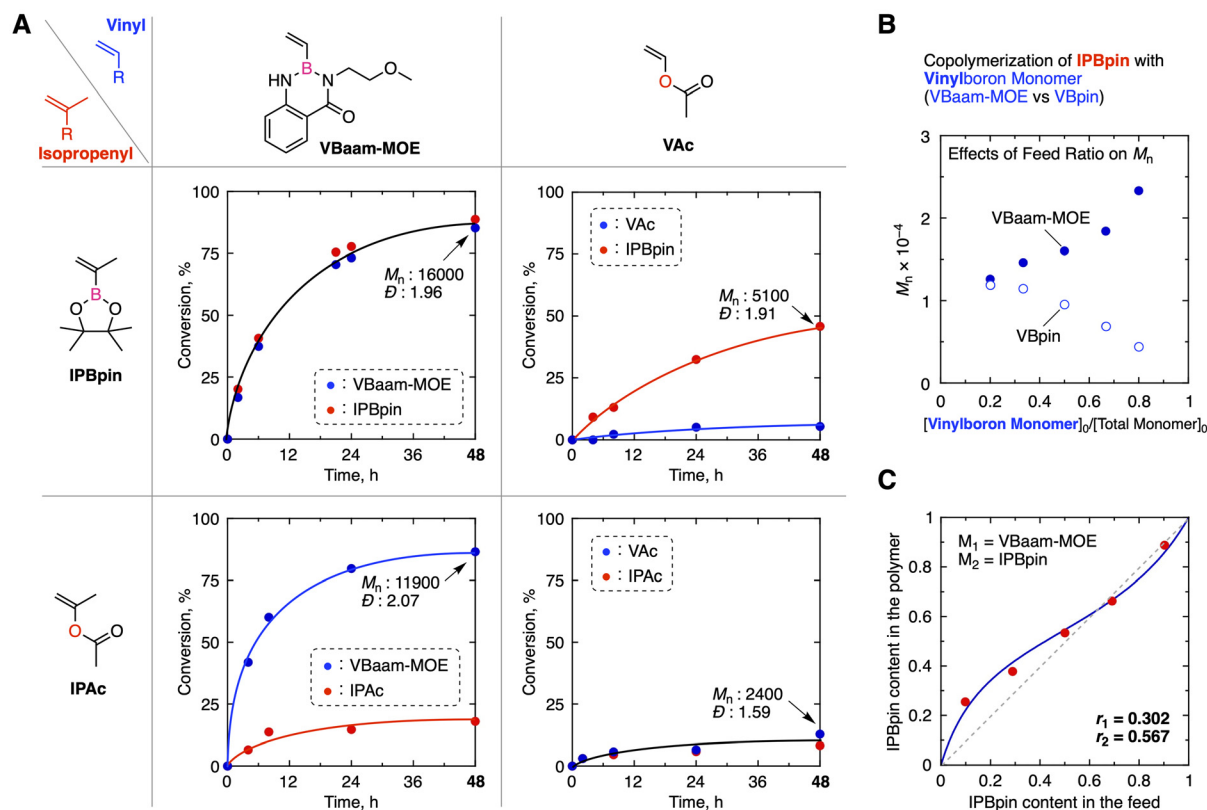 A
Vinyl
R
R
Isopropenyl
B
HN
N
O
O
VBaam-MOE
O
O
VAc
B
O
O
IPBpin
100
75
50
25
0
Conversion, %
Mn : 16000
Đ : 1.96
: VBaam-MOE
: IPBpin
0
12
24
36
48
Time, h
100
75
50
25
0
Conversion, %
: VAc
: IPBpin
Mn : 5100
Đ : 1.91
0
12
24
36
48
Time, h
O
O
IPAc
100
75
50
25
0
Conversion, %
Mn : 11900
Đ : 2.07
: VBaam-MOE
: IPAc
0
12
24
36
48
Time, h
100
75
50
25
0
Conversion, %
: VAc
: IPAc
Mn : 2400
Đ : 1.59
0
12
24
36
48
Time, h
B
Copolymerization of IPBpin with
Vinylboron Monomer
(VBaam-MOE vs VBpin)
3
2
1
0
Mn × 10⁻⁴
Effects of Feed Ratio on Mn
VBaam-MOE
VBpin
0
0.2
0.4
0.6
0.8
1
[Vinylboron Monomer]₀/[Total Monomer]₀
C
1
0.8
0.6
0.4
0.2
0
IPBpin content in the polymer
M₁ = VBaam-MOE
M₂ = IPBpin
r₁ = 0.302
r₂ = 0.567
0
0.2
0.4
0.6
0.8
1
IPBpin content in the feed